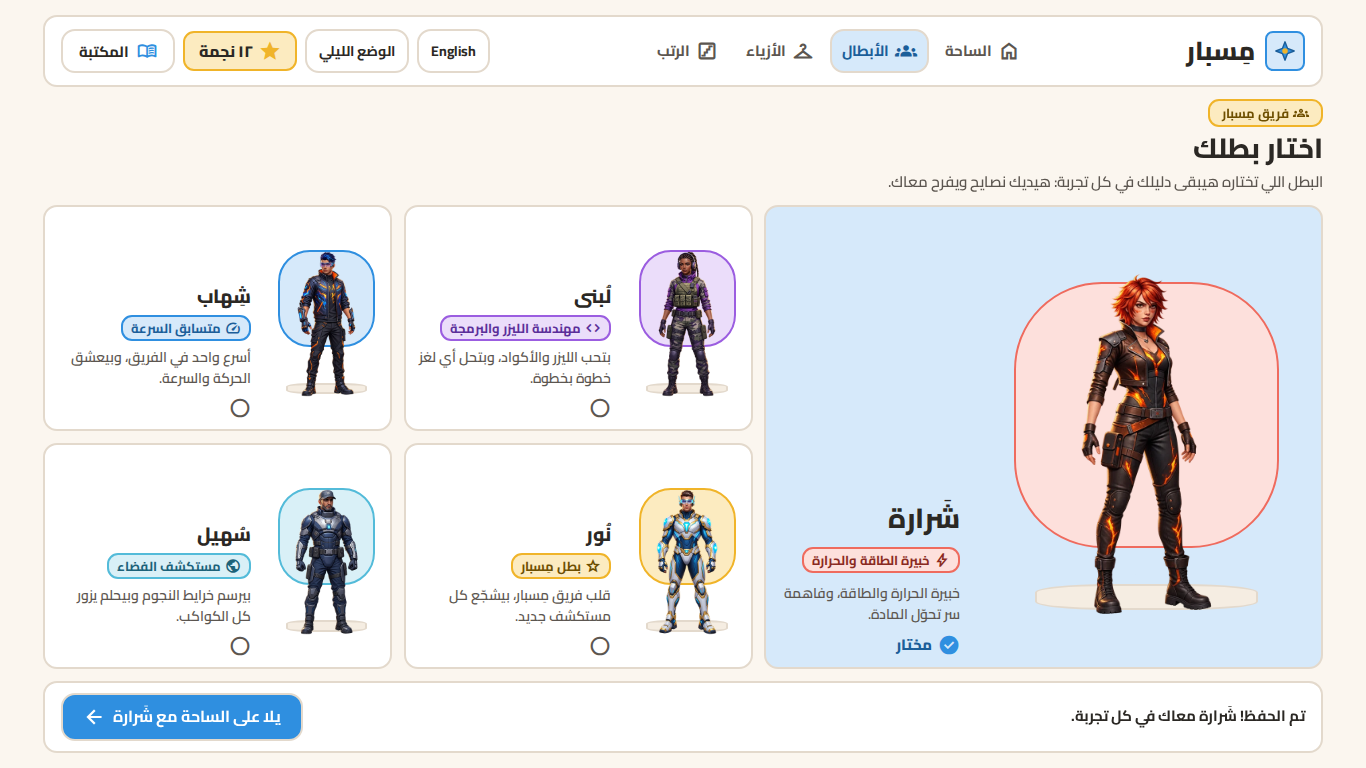 مِسبار
الساحة
الأبطال
الأزياء
الرتب
English
الوضع الليلي
١٢ نجمة
المكتبة
فريق مِسبار
اختار بطلك
البطل اللي تختاره هيبقى دليلك في كل تجربة: هيديك نصايح ويفرح معاك.
شَرارة
خبيرة الطاقة والحرارة
خبيرة الحرارة والطاقة، وفاهمة
سر تحوّل المادة.
مختار
لُبنى
مهندسة الليزر والبرمجة
بتحب الليزر والأكواد، وبتحل أي لغز
خطوة بخطوة.
شِهاب
متسابق السرعة
أسرع واحد في الفريق، وبيعشق
الحركة والسرعة.
نُور
بطل مِسبار
قلب فريق مِسبار، بيشجّع كل
مستكشف جديد.
سُهيل
مستكشف الفضاء
بيرسم خرايط النجوم وبيحلم يزور
كل الكواكب.
تم الحفظ! شَرارة معاك في كل تجربة.
يلا على الساحة مع شَرارة